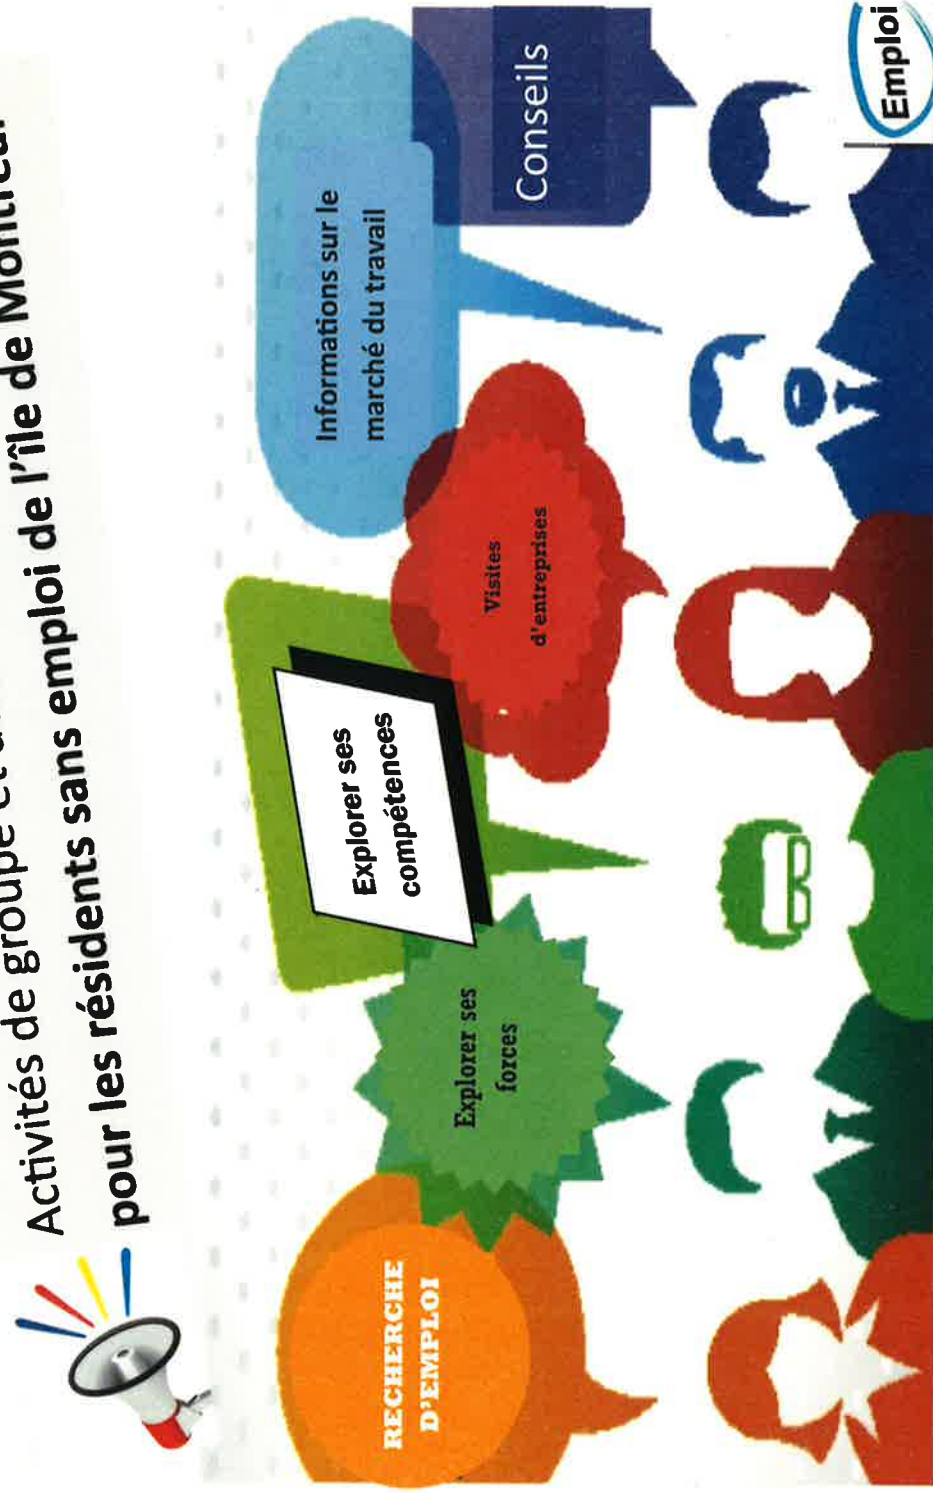 Activités de groupe et
pour les résidents sans emploi de l'île de
RECHERCHE
D'EMPLOI
Explorer ses
forces
Explorer ses
compétences
Visites
d'entreprises
Informations sur le
marché du travail
Conseils
Emploi